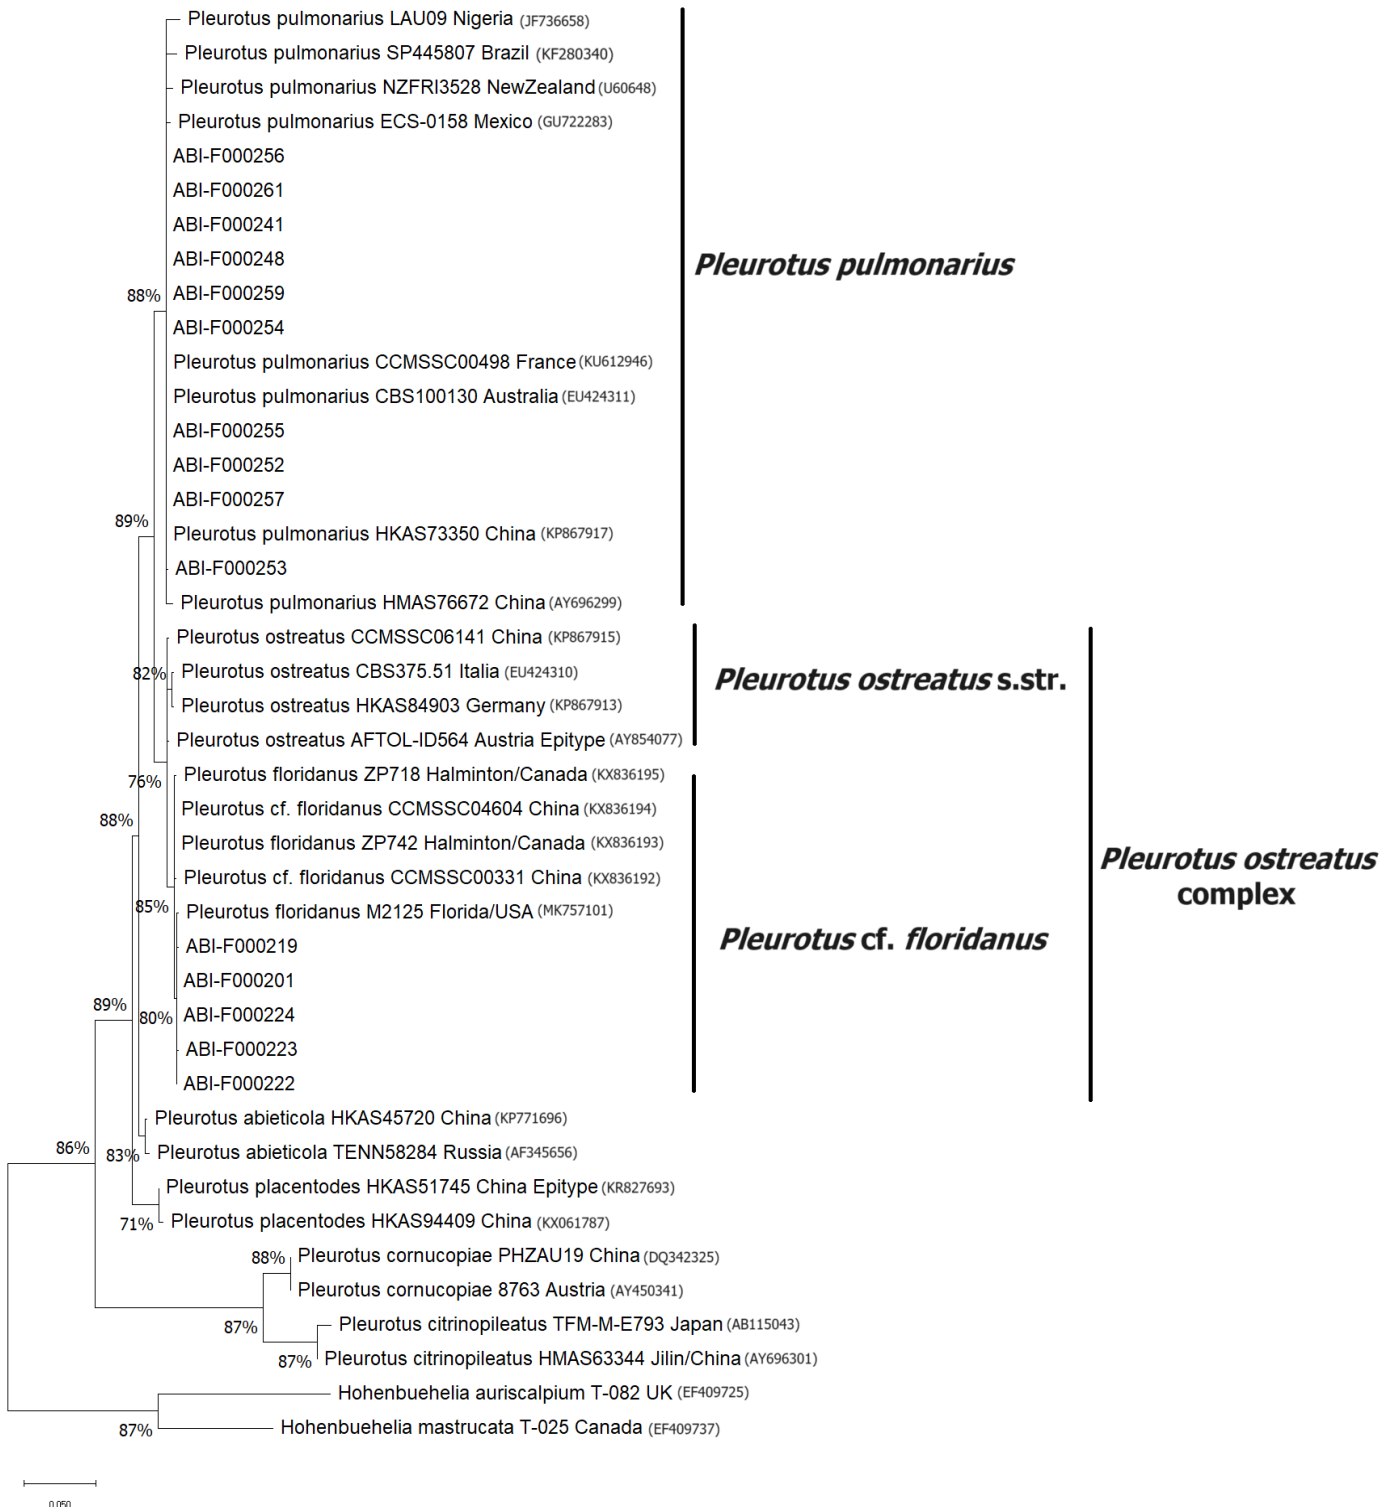 Pleurotus pulmonarius LAU09 Nigeria (JF736658)
Pleurotus pulmonarius SP445807 Brazil (KF280340)
Pleurotus pulmonarius NZFRI3528 NewZealand (U60648)
Pleurotus pulmonarius ECS-0158 Mexico (GU722283)
ABI-F000256
ABI-F000261
ABI-F000241
ABI-F000248
Pleurotus pulmonarius
ABI-F000259
88%
ABI-F000254
Pleurotus pulmonarius CCMSSC00498 France (KU612946)
Pleurotus pulmonarius CBS100130 Australia (EU424311)
ABI-F000255
ABI-F000252
ABI-F000257
89%
Pleurotus pulmonarius HKAS73350 China (KP867917)
ABI-F000253
Pleurotus pulmonarius HMAS76672 China (AY696299)
Pleurotus ostreatus CCMSSC06141 China (KP867915)
82%
Pleurotus ostreatus CBS375.51 Italia (EU424310)
Pleurotus ostreatus s.str.
Pleurotus ostreatus HKAS84903 Germany (KP867913)
Pleurotus ostreatus AFTOL-ID564 Austria Epitype (AY854077)
76%
Pleurotus floridanus ZP718 Halminton/Canada (KX836195)
Pleurotus cf. floridanus CCMSSC04604 China (KX836194)
88%
Pleurotus floridanus ZP742 Halminton/Canada (KX836193)
Pleurotus ostreatus
complex
Pleurotus cf. floridanus CCMSSC00331 China (KX836192)
85%
Pleurotus floridanus M2125 Florida/USA (MK757101)
Pleurotus cf. floridanus
ABI-F000219
ABI-F000201
89%
80%
ABI-F000224
ABI-F000223
ABI-F000222
Pleurotus abieticola HKAS45720 China (KP771696)
86%
83%
Pleurotus abieticola TENN58284 Russia (AF345656)
Pleurotus placentodes HKAS51745 China Epitype (KR827693)
71%
Pleurotus placentodes HKAS94409 China (KX061787)
88%
Pleurotus cornucopiae PHZAU19 China (DQ342325)
Pleurotus cornucopiae 8763 Austria (AY450341)
87%
Pleurotus citrinopileatus TFM-M-E793 Japan (AB115043)
87%
Pleurotus citrinopileatus HMAS63344 Jilin/China (AY696301)
Hohenbuehelia auriscalpium T-082 UK (EF409725)
87%
Hohenbuehelia mastrucata T-025 Canada (EF409737)
0.050